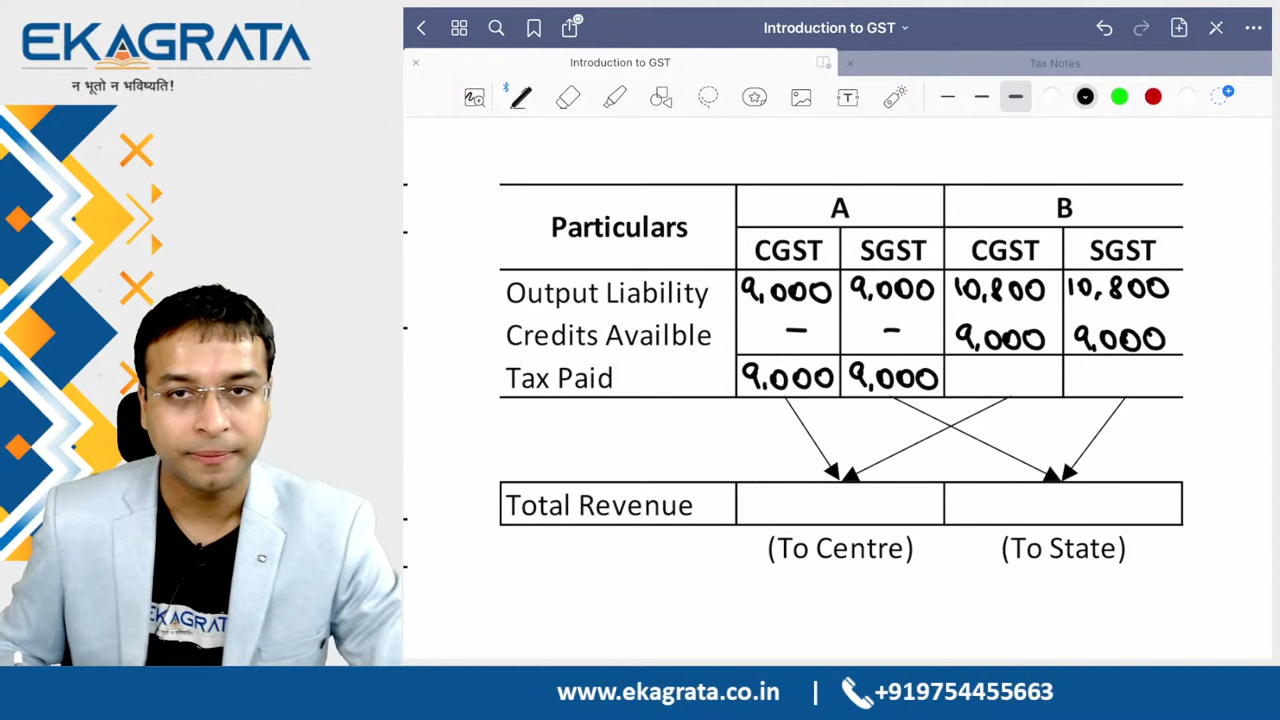 EKAGRATA
न भूतो न भविष्यति!
Introduction to GST
Introduction to GST
Tax Notes
T
Particulars A B
CGST SGST CGST SGST
Output Liability 9,000 9,000 10,800 10,800
Credits Availble – – 9,000 9,000
Tax Paid 9,000 9,000
Total Revenue
(To Centre) (To State)
EKAGRATA
न भूतो न भविष्यति!
www.ekagrata.co.in | +919754455663